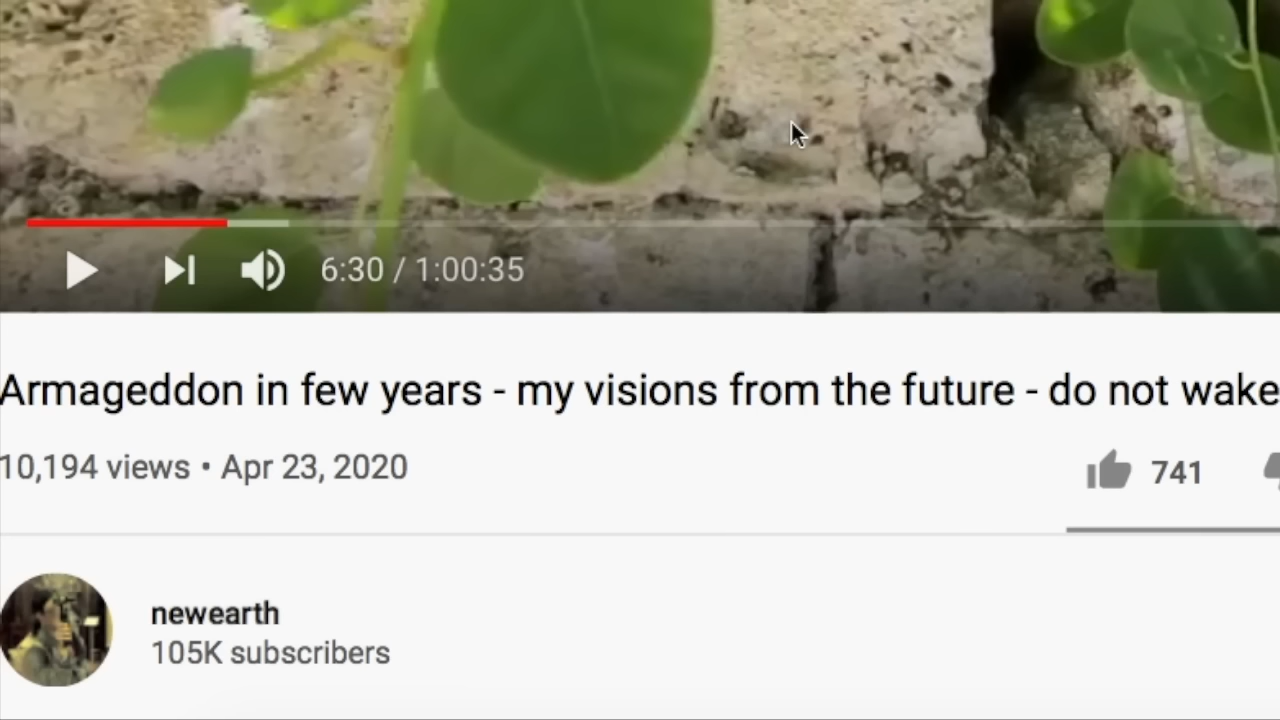 6:30 / 1:00:35
Armageddon in few years - my visions from the future - do not wake
10,194 views • Apr 23, 2020
741
newearth
105K subscribers